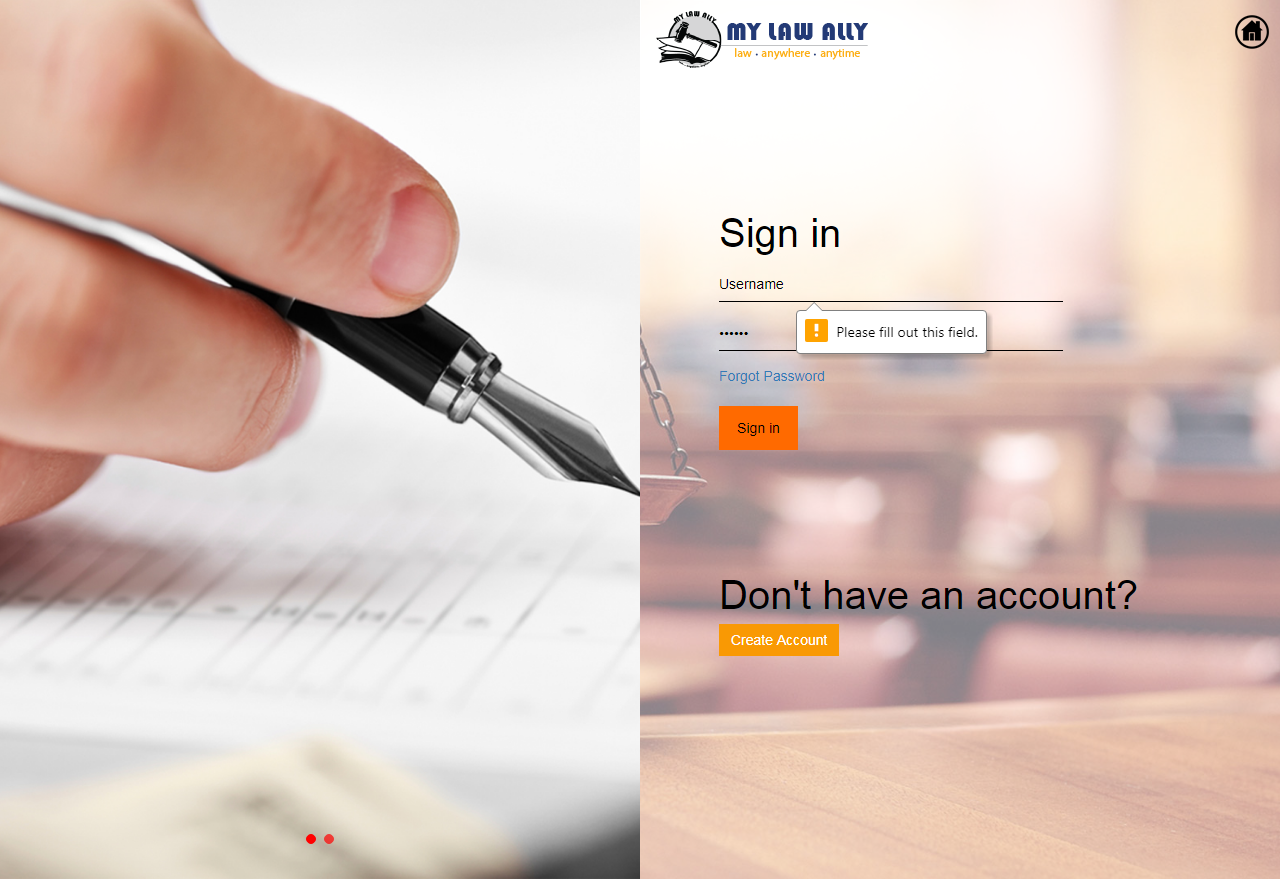 MY LAW ALLY
MY LAW ALLY
law • anywhere • anytime
Sign in
Username
••••••
Please fill out this field.
Forgot Password
Sign in
Don't have an account?
Create Account